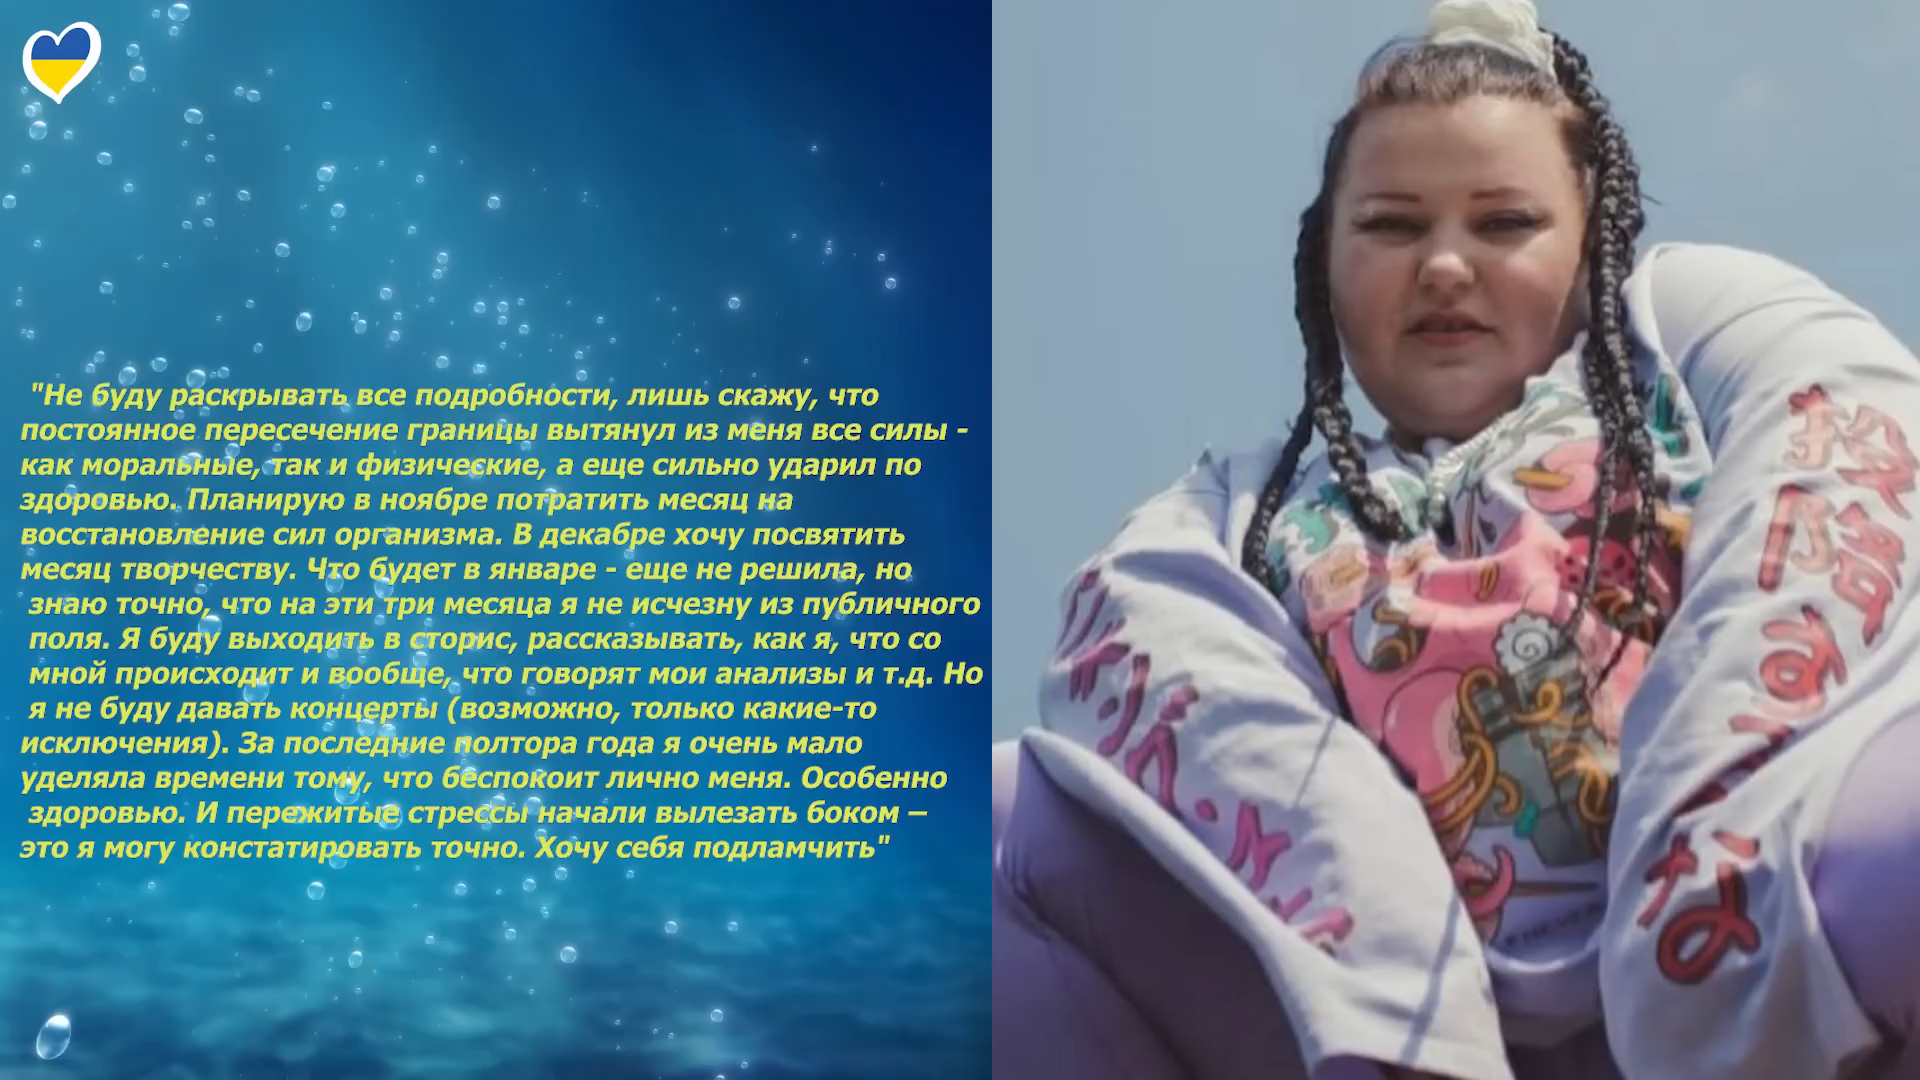 "Не буду раскрывать все подробности, лишь скажу, что
постоянное пересечение границы вытянул из меня все силы -
как моральные, так и физические, а еще сильно ударил по
здоровью. Планирую в ноябре потратить месяц на
восстановление сил организма. В декабре хочу посвятить
месяц творчеству. Что будет в январе - еще не решила, но
знаю точно, что на эти три месяца я не исчезну из публичного
поля. Я буду выходить в сторис, рассказывать, как я, что со
мной происходит и вообще, что говорят мои анализы и т.д. Но
я не буду давать концерты (возможно, только какие-то
исключения). За последние полтора года я очень мало
уделяла времени тому, что беспокоит лично меня. Особенно
здоровью. И пережитые стрессы начали вылезать боком –
это я могу констатировать точно. Хочу себя подламчить"